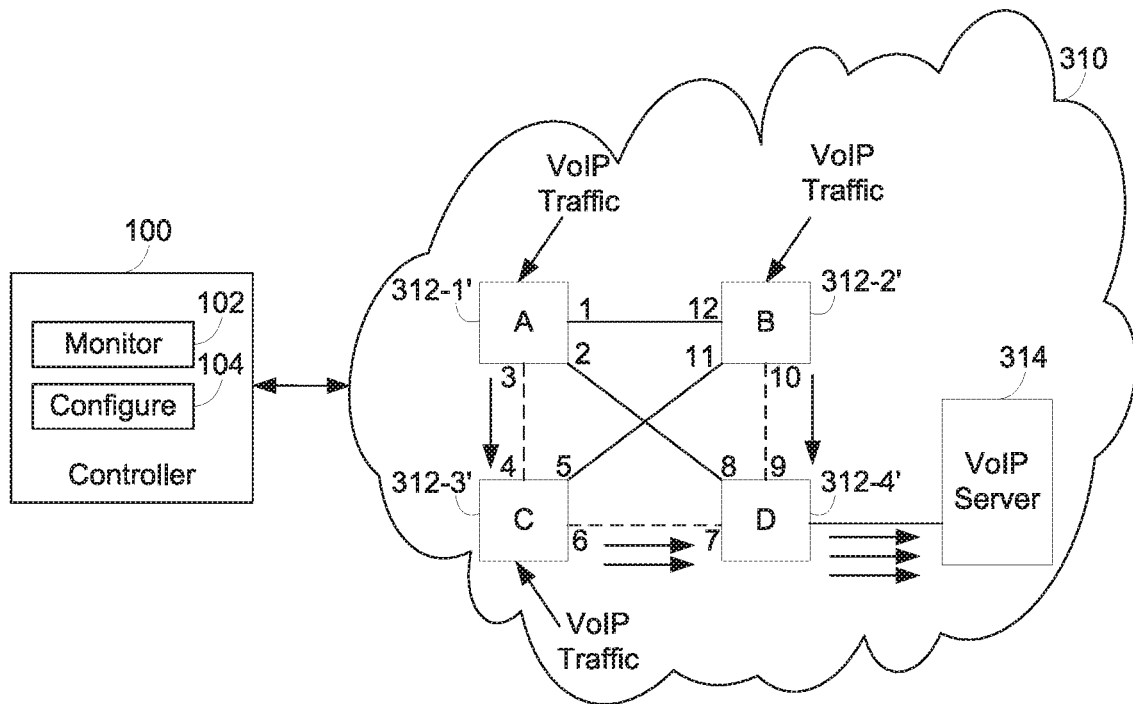 310
VoIP
Traffic
VoIP
Traffic
100
312-1'
312-2'
102
Monitor
104
Configure
Controller
A
1
12
B
2
11
3
10
314
4
5
8
9
312-3'
312-4'
C
6
7
D
VoIP
Server
VoIP
Traffic